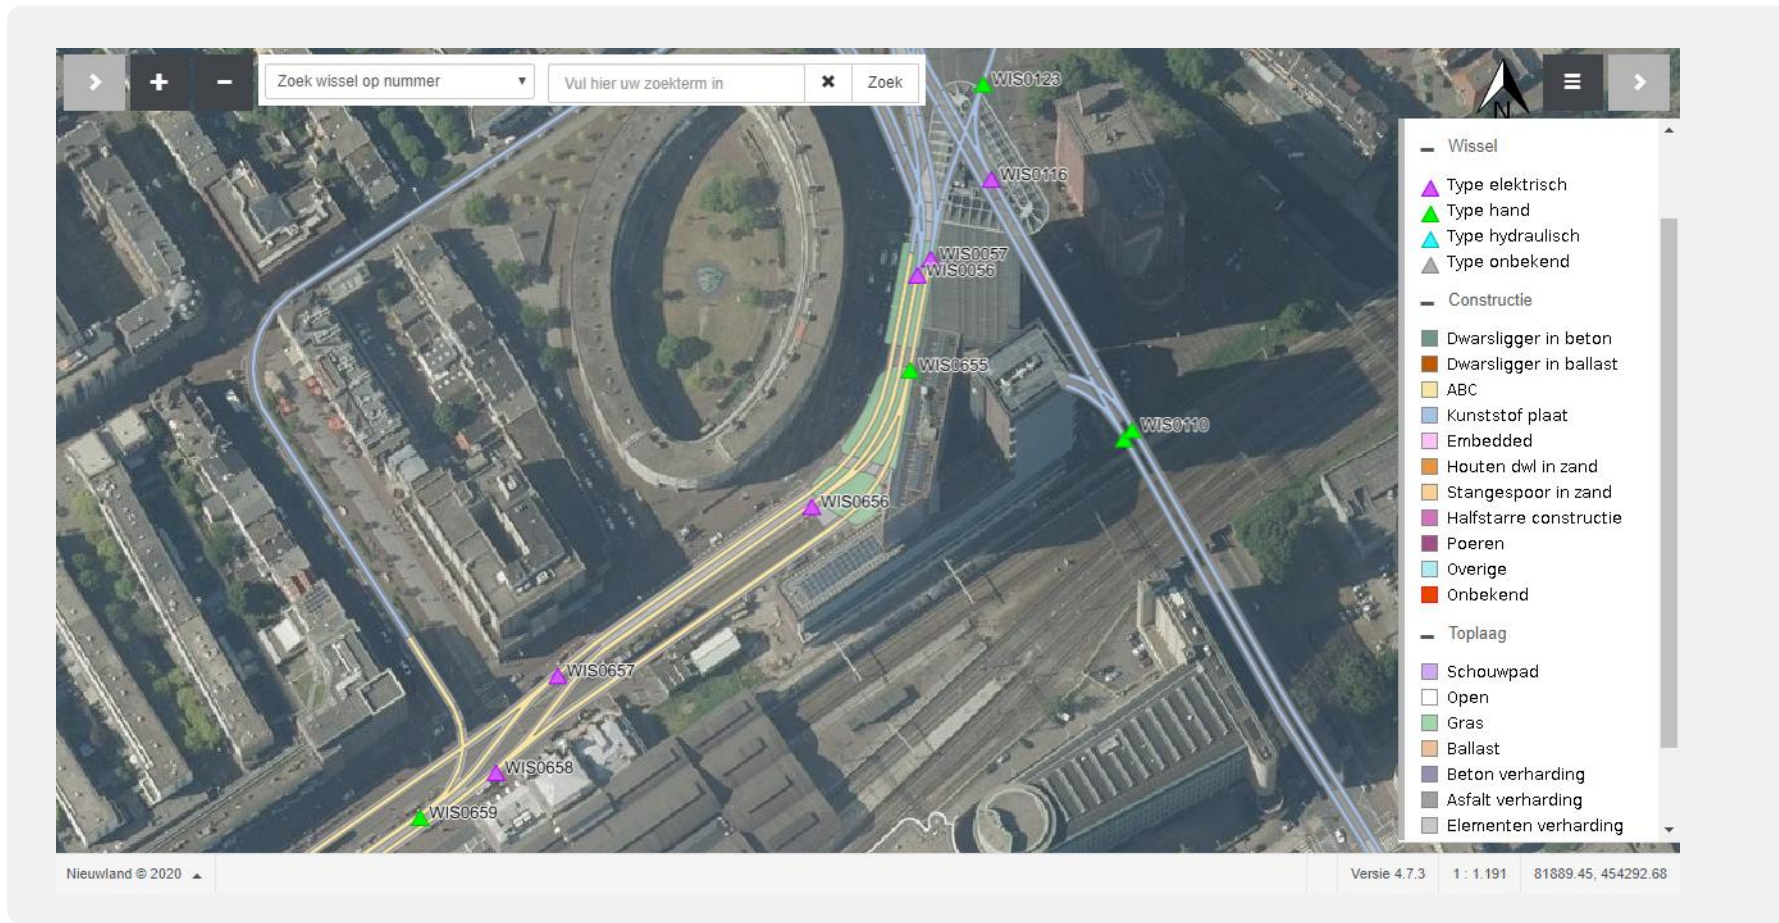 Zoek wissel op nummer
Vul hier uw zoekterm in
Zoek
N
WIS0123
WIS0116
WIS0057
WIS0056
WIS0655
WIS0110
WIS0656
WIS0657
WIS0658
WIS0659
Wissel
Type elektrisch
Type hand
Type hydraulisch
Type onbekend
Constructie
Dwarsligger in beton
Dwarsligger in ballast
ABC
Kunststof plaat
Embedded
Houten dwl in zand
Stangespoor in zand
Halfstarre constructie
Poeren
Overige
Onbekend
Toplaag
Schouwpad
Open
Gras
Ballast
Beton verharding
Asfalt verharding
Elementen verharding
Nieuwland © 2020
Versie 4.7.3
1 : 1.191
81889.45, 454292.68